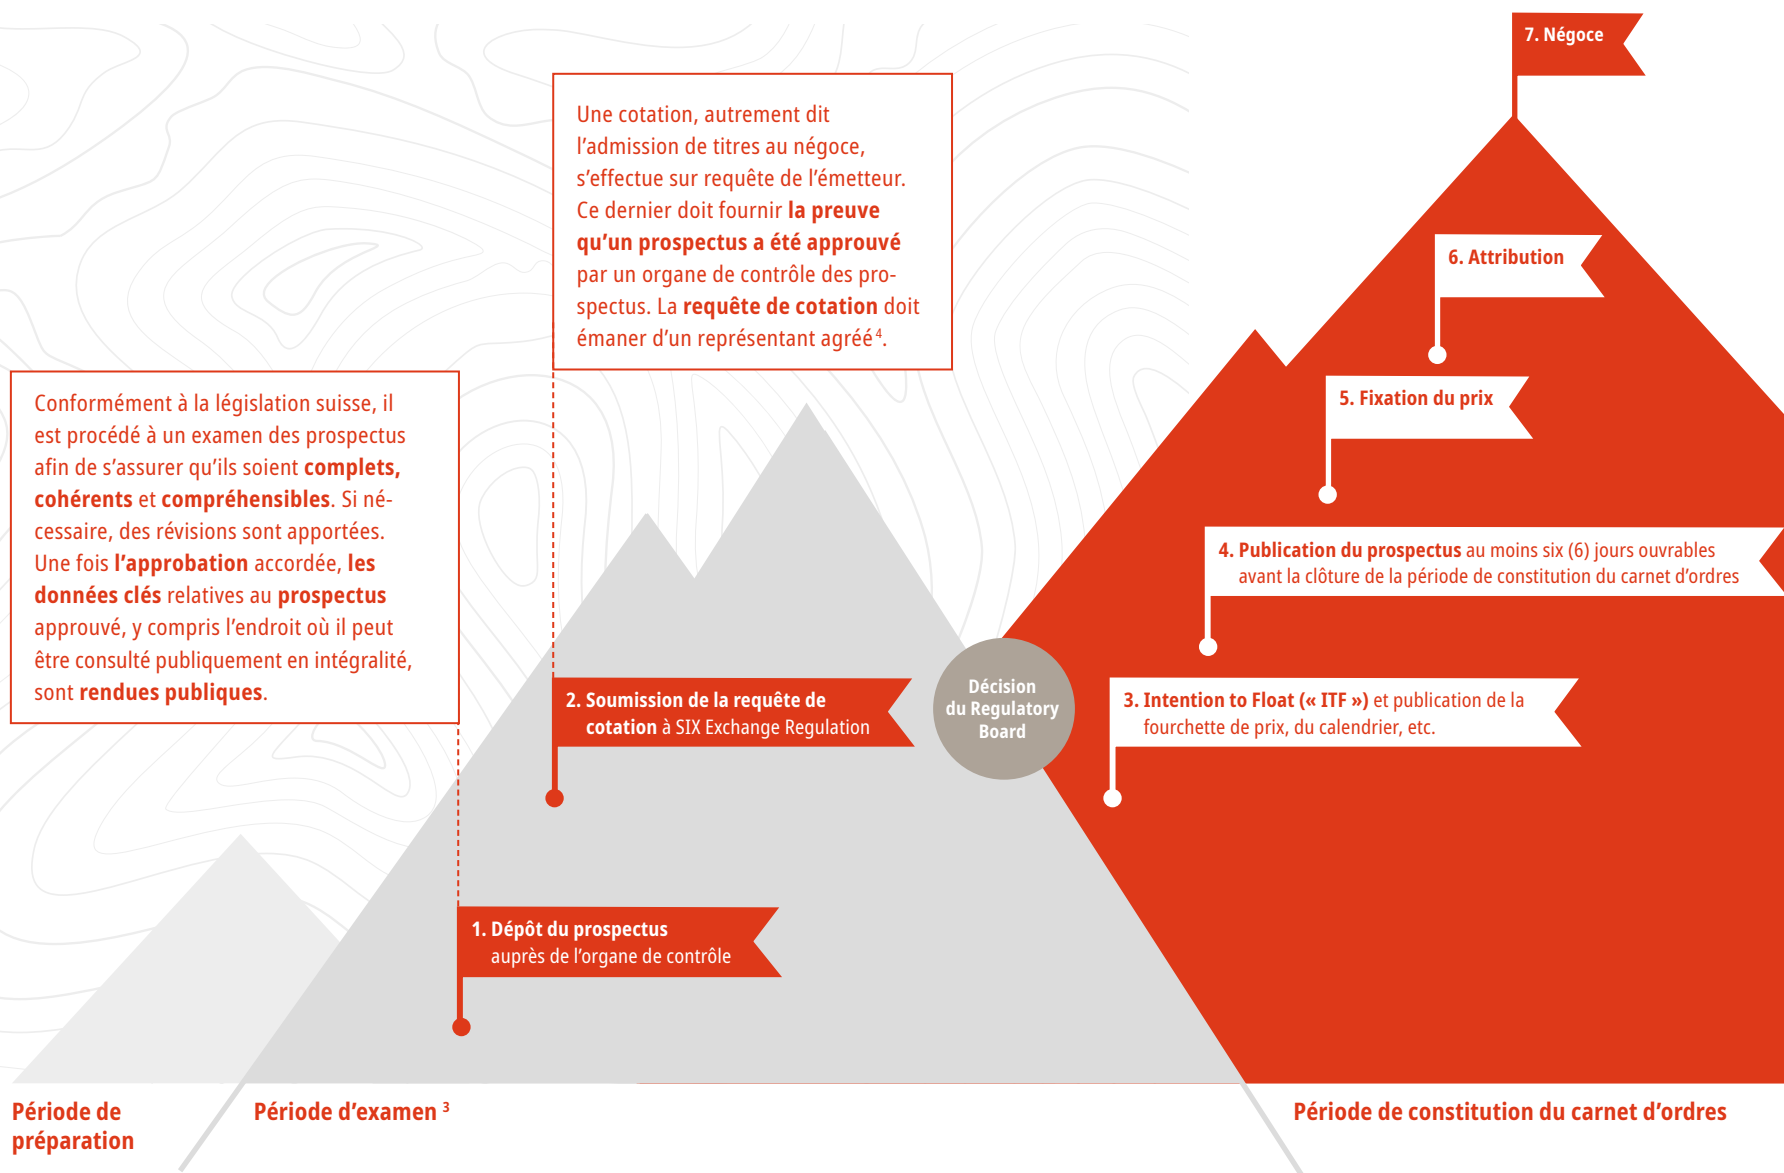 7. Négoce
Une cotation, autrement dit
l’admission de titres au négoce,
s’effectue sur requête de l’émetteur.
Ce dernier doit fournir la preuve
qu’un prospectus a été approuvé
par un organe de contrôle des pro-
spectus. La requête de cotation doit
émaner d’un représentant agréé 4.
6. Attribution
5. Fixation du prix
Conformément à la législation suisse, il
est procédé à un examen des prospectus
afin de s’assurer qu’ils soient complets,
cohérents et compréhensibles. Si né-
cessaire, des révisions sont apportées.
Une fois l’approbation accordée, les
données clés relatives au prospectus
approuvé, y compris l’endroit où il peut
être consulté publiquement en intégralité,
sont rendues publiques.
4. Publication du prospectus au moins six (6) jours ouvrables
avant la clôture de la période de constitution du carnet d’ordres
2. Soumission de la requête de
cotation à SIX Exchange Regulation
Décision
du Regulatory
Board
3. Intention to Float (« ITF ») et publication de la
fourchette de prix, du calendrier, etc.
1. Dépôt du prospectus
auprès de l’organe de contrôle
Période de
préparation
Période d’examen 3
Période de constitution du carnet d’ordres